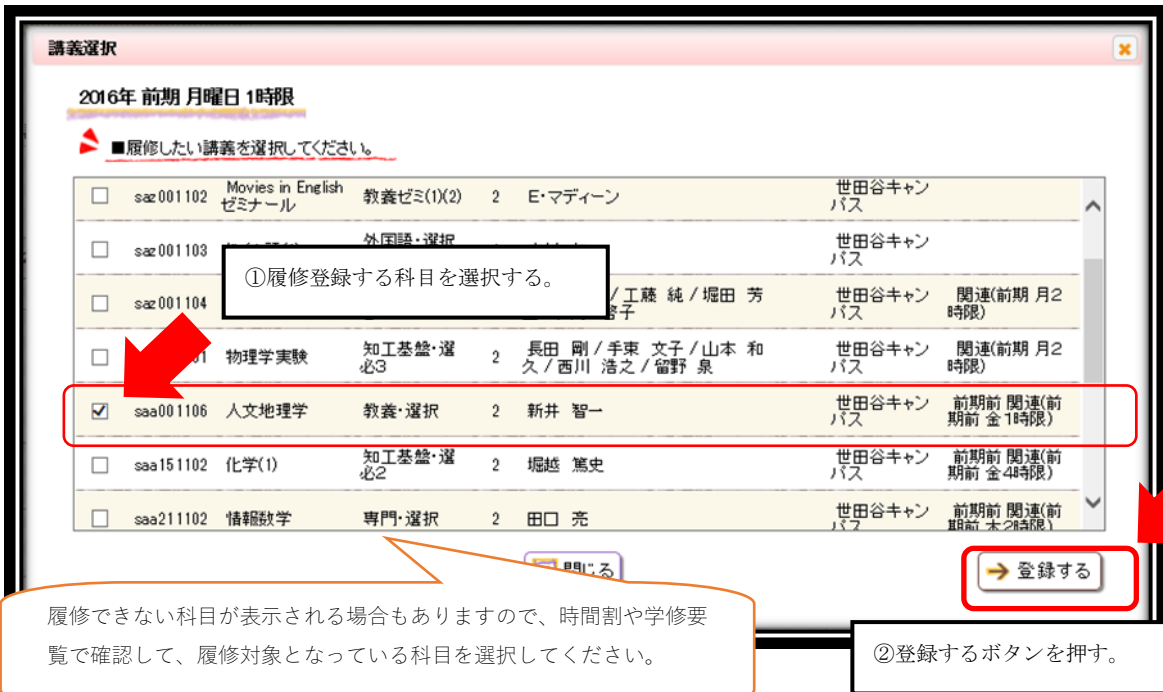 講義選択
2016年 前期 月曜日 1時限
■履修したい講義を選択してください。
saz001102 Movies in English ゼミナール 教養ゼミ(1)(2) 2 E・マディーン 世田谷キャンパス
saz001103 外国語・選択 世田谷キャンパス
①履修登録する科目を選択する。
saz001104 / 工藤 純 / 堀田 芳 世田谷キャンパス 関連(前期 月2時限)
物理学実験 知工基盤・選必3 2 長田 剛 / 手束 文子 / 山本 和久 / 西川 浩之 / 留野 泉 世田谷キャンパス 関連(前期 月2時限)
saa001106 人文地理学 教養・選択 2 新井 智一 世田谷キャンパス 前期前 関連(前期前 金1時限)
saa151102 化学(1) 知工基盤・選必2 2 堀越 篤史 世田谷キャンパス 前期前 関連(前期前 金4時限)
saa211102 情報数学 専門・選択 2 田口 亮 世田谷キャンパス 前期前 関連(前期前 木2時限)
閉じる
登録する
履修できない科目が表示される場合もありますので、時間割や学修要
覧で確認して、履修対象となっている科目を選択してください。
②登録するボタンを押す。